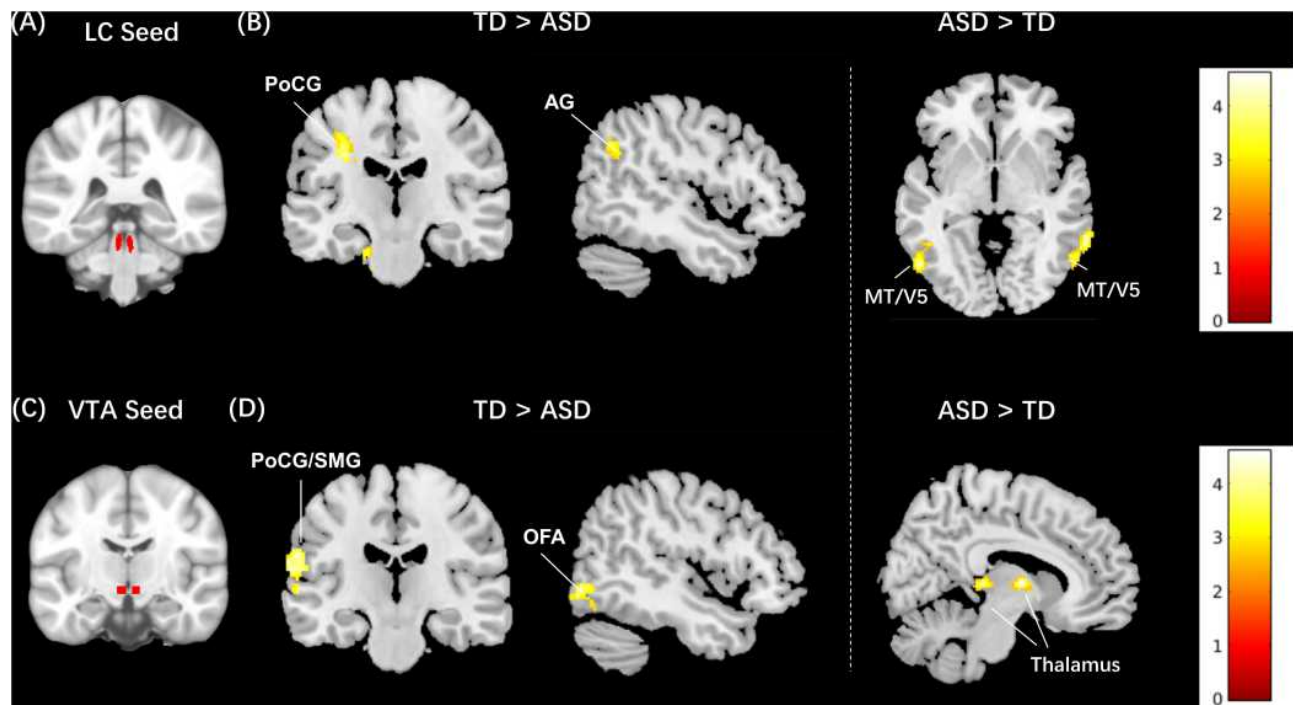 (A) LC Seed (B) TD > ASD ASD > TD
PoCG
AG
MT/V5
MT/V5
4
3
2
1
0
(C) VTA Seed (D) TD > ASD ASD > TD
PoCG/SMG
OFA
Thalamus
4
3
2
1
0